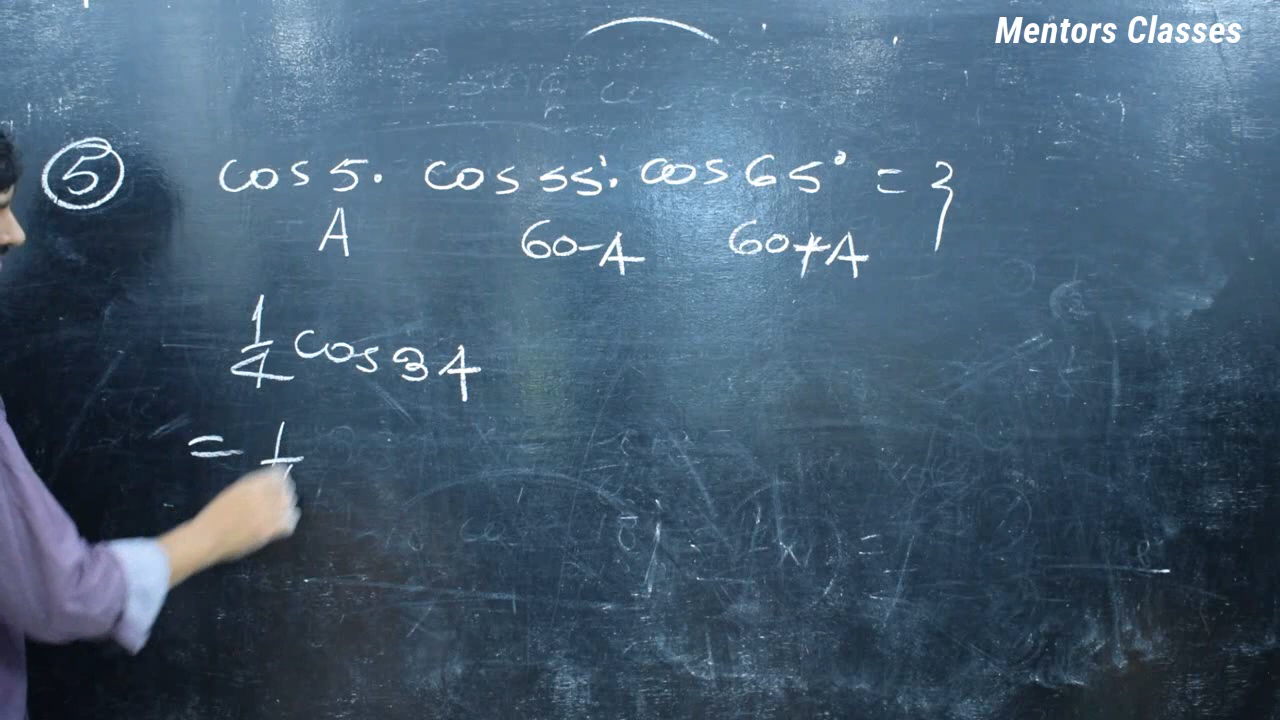 Mentors Classes
5 cos 5. cos 55°. cos 65° = ?
A 60-A 60+A
1/4 cos 3A
= 1